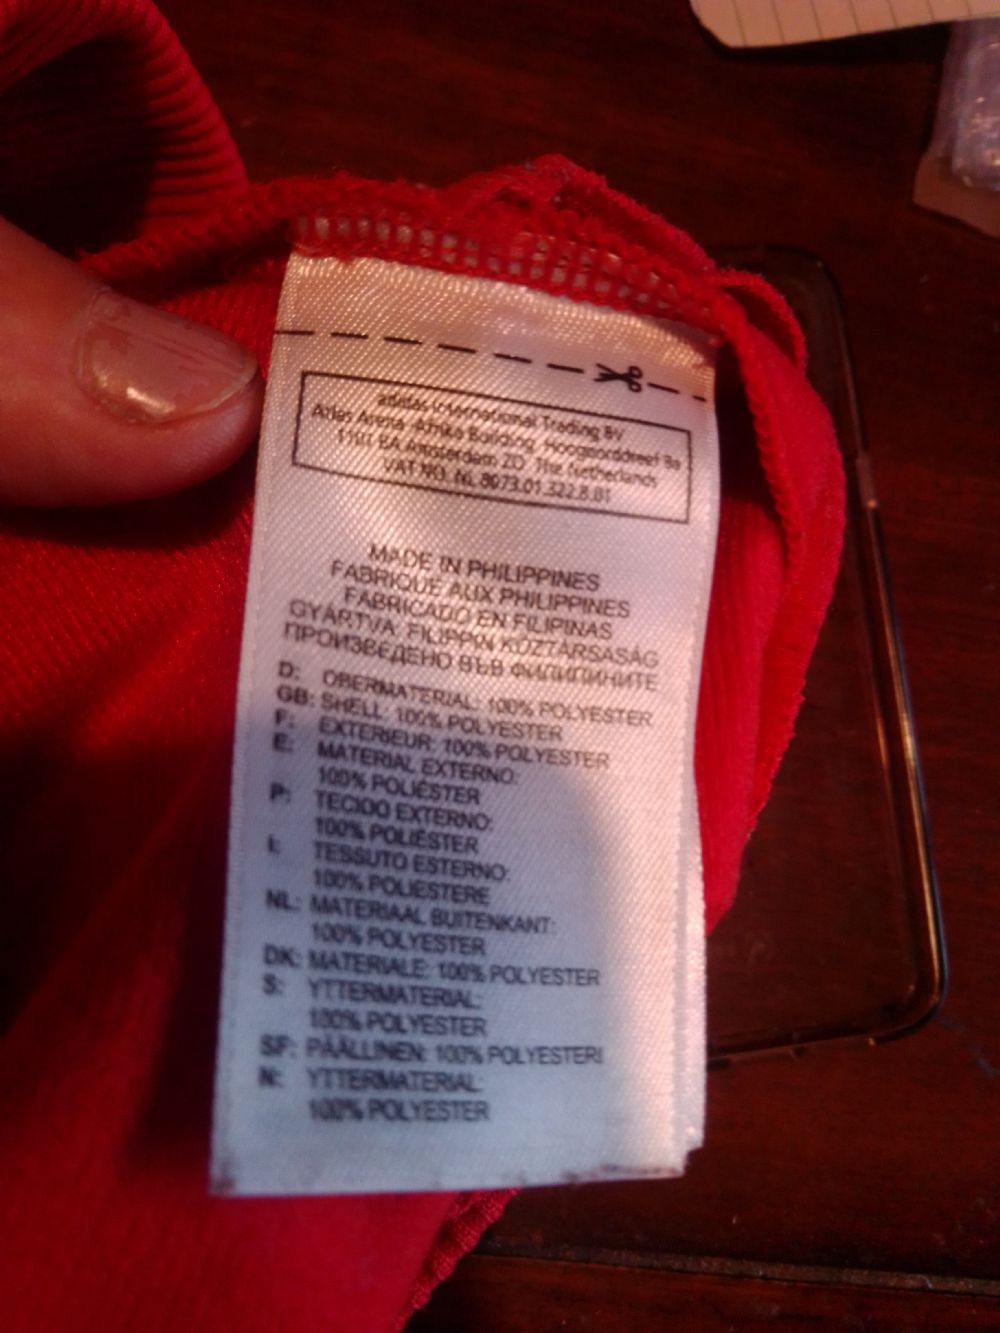 adidas International Trading BV
Atlas Arena Afrika Building, Hoogoorddreef 9a
1101 BA Amsterdam ZO The Netherlands
VAT NO. NL 8073.01.322.B.01
MADE IN PHILIPPINES
FABRIQUE AUX PHILIPPINES
FABRICADO EN FILIPINAS
GYÁRTVA: FILIPPIN KÖZTÁRSASÁG
ПРОИЗВЕДЕНО ВЪВ ФИЛИПИНИТЕ
D: OBERMATERIAL: 100% POLYESTER
GB: SHELL: 100% POLYESTER
F: EXTERIEUR: 100% POLYESTER
E: MATERIAL EXTERNO:
100% POLIÉSTER
P: TECIDO EXTERNO:
100% POLIÉSTER
I: TESSUTO ESTERNO:
100% POLIESTERE
NL: MATERIAAL BUITENKANT:
100% POLYESTER
DK: MATERIALE: 100% POLYESTER
S: YTTERMATERIAL:
100% POLYESTER
SF: PÄÄLLINEN: 100% POLYESTERI
N: YTTERMATERIAL:
100% POLYESTER